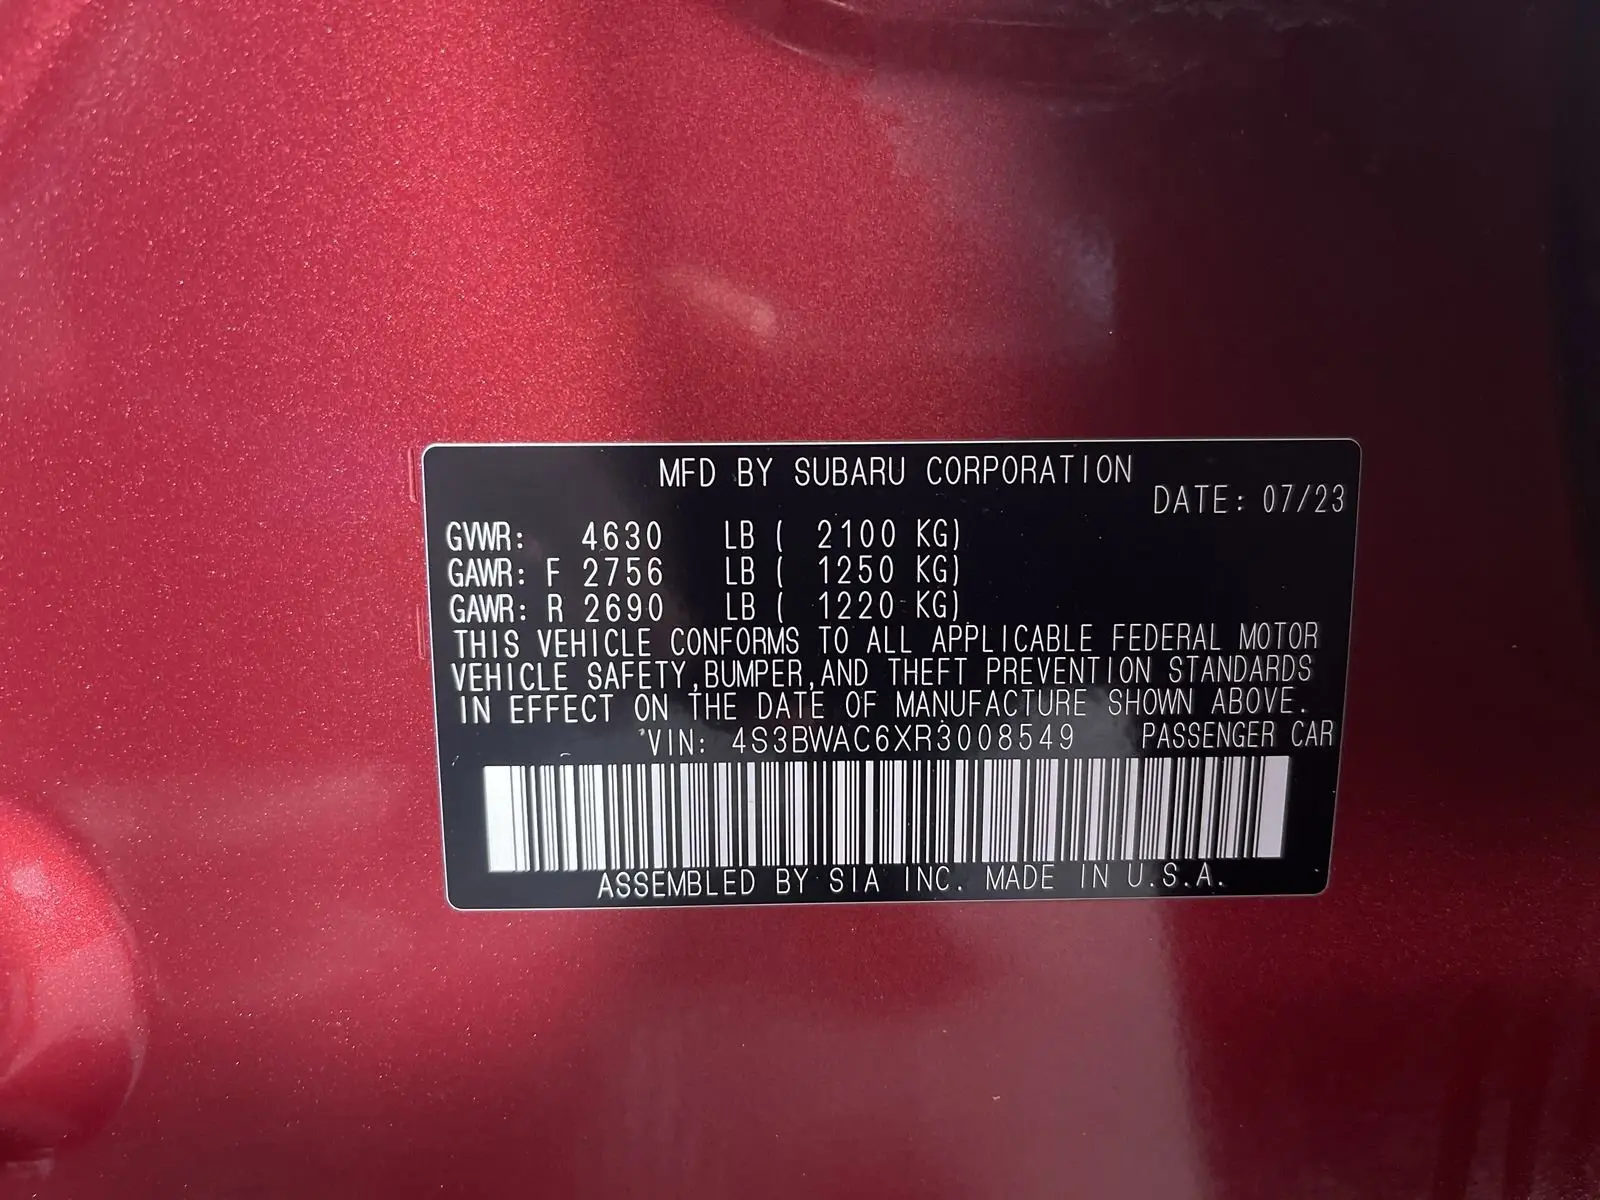 MFD BY SUBARU CORPORATION
DATE: 07/23
GVWR: 4630 LB ( 2100 KG)
GAWR: F 2756 LB ( 1250 KG)
GAWR: R 2690 LB ( 1220 KG)
THIS VEHICLE CONFORMS TO ALL APPLICABLE FEDERAL MOTOR
VEHICLE SAFETY,BUMPER,AND THEFT PREVENTION STANDARDS
IN EFFECT ON THE DATE OF MANUFACTURE SHOWN ABOVE.
VIN: 4S3BWAC6XR3008549 PASSENGER CAR
ASSEMBLED BY SIA INC. MADE IN U.S.A.